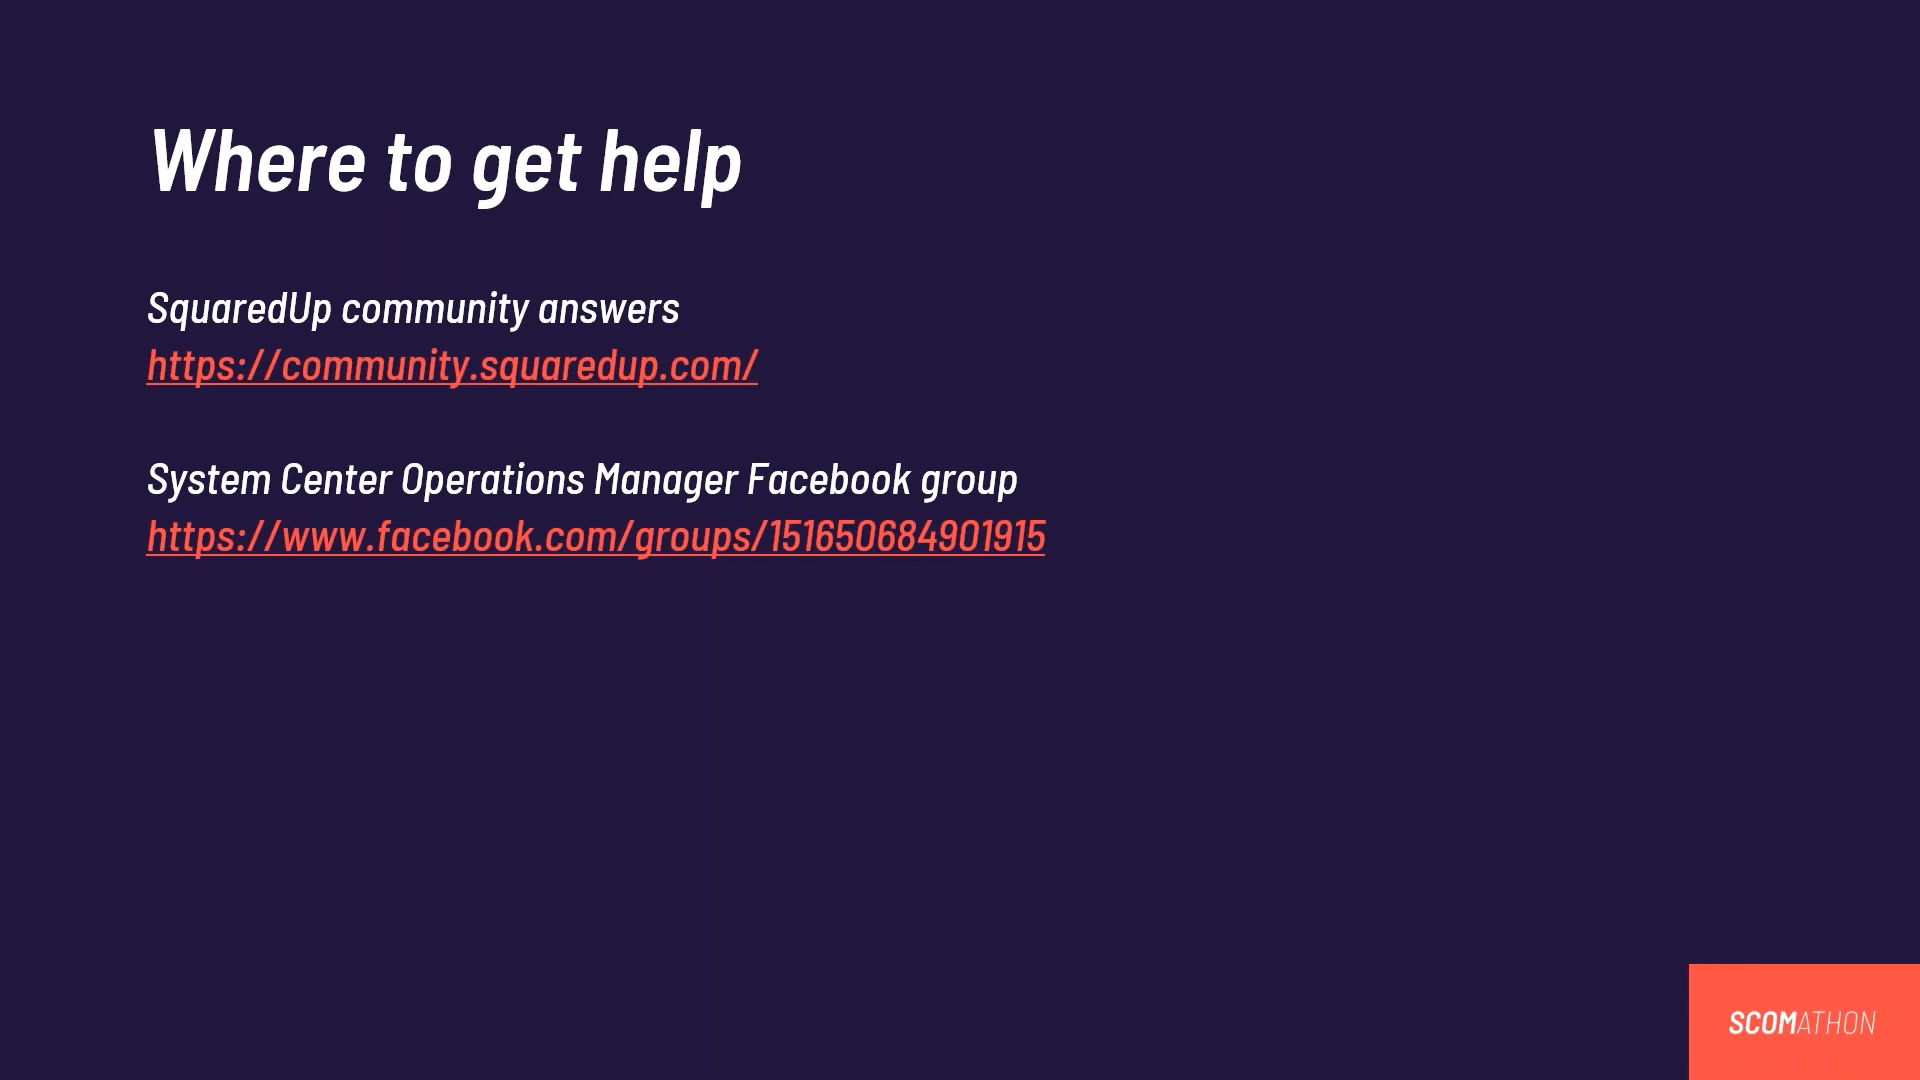 Where to get help
SquaredUp community answers
https://community.squaredup.com/
System Center Operations Manager Facebook group
https://www.facebook.com/groups/151650684901915
SCOMATHON